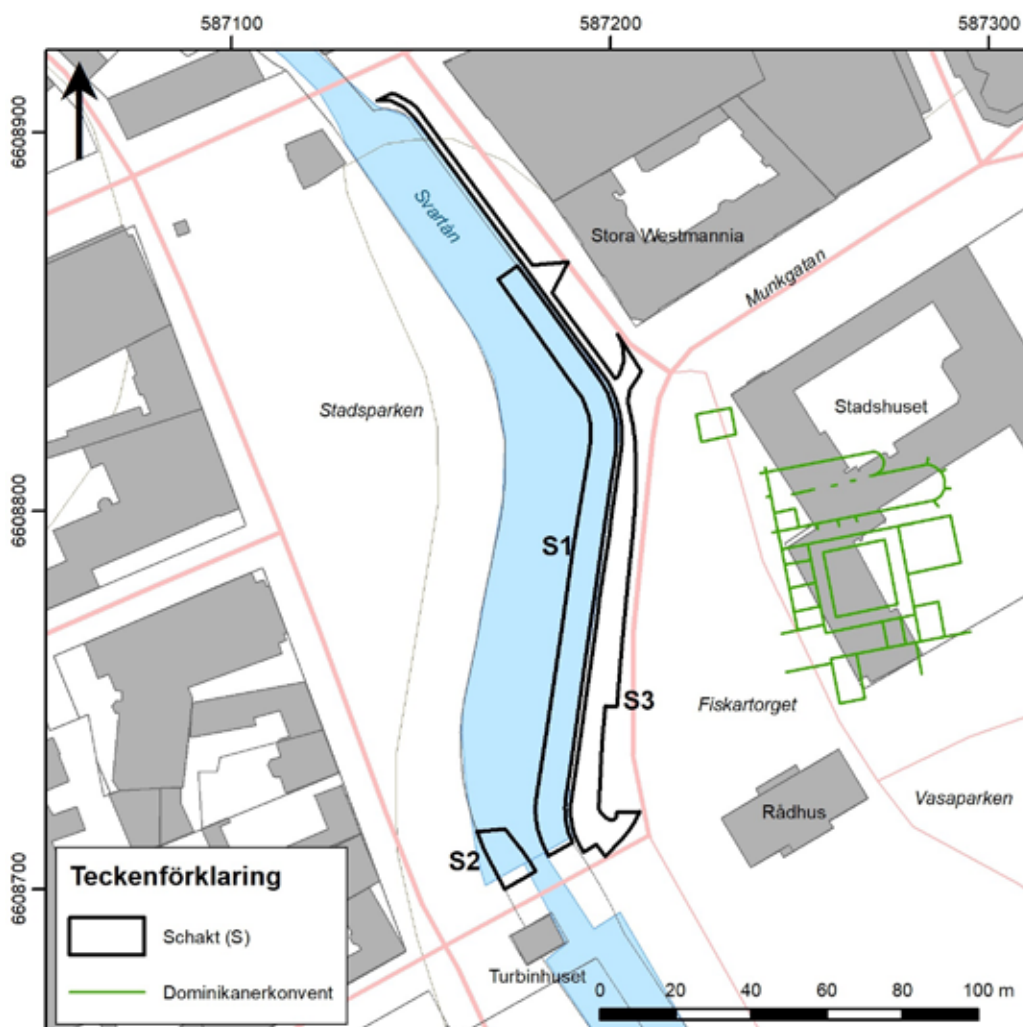 587100
587200
587300
6608900
6608800
6608700
Svartån
Stora Westmannia
Munkgatan
Stadsparken
Stadshuset
S1
S3
Fiskartorget
Vasaparken
Rådhus
S2
Turbinhuset
Teckenförklaring
Schakt (S)
Dominikanerkonvent
0 20 40 60 80 100 m